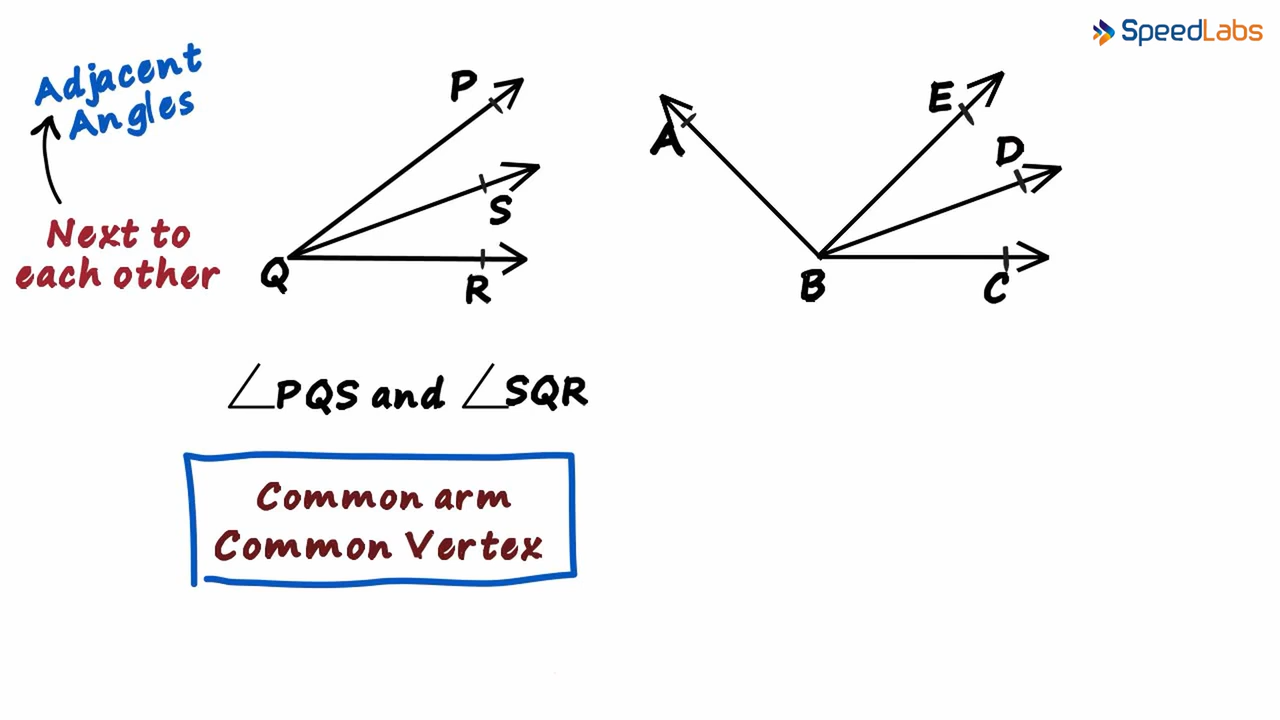 SpeedLabs
Adjacent
Angles
Next to
each other
P
S
Q
R
A
E
D
B
C
∠PQS and ∠SQR
Common arm
Common Vertex